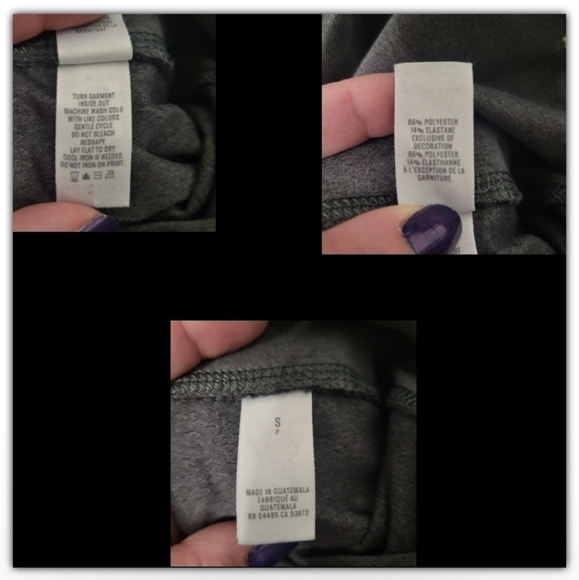 GARNITURE
TURN GARMENT
INSIDE OUT
MACHINE WASH COLD
WITH LIKE COLORS
GENTLE CYCLE
DO NOT BLEACH
RESHAPE
LAY FLAT TO DRY
COOL IRON IF NEEDED
DO NOT IRON ON PRINT
86% POLYESTER
14% ELASTANE
EXCLUSIVE OF
DECORATION
86% POLYESTER
14% ÉLASTHANNE
À L'EXCEPTION DE LA
GARNITURE
S
P
MADE IN GUATEMALA
FABRIQUÉ AU
GUATEMALA
RN 54485 CA 03873